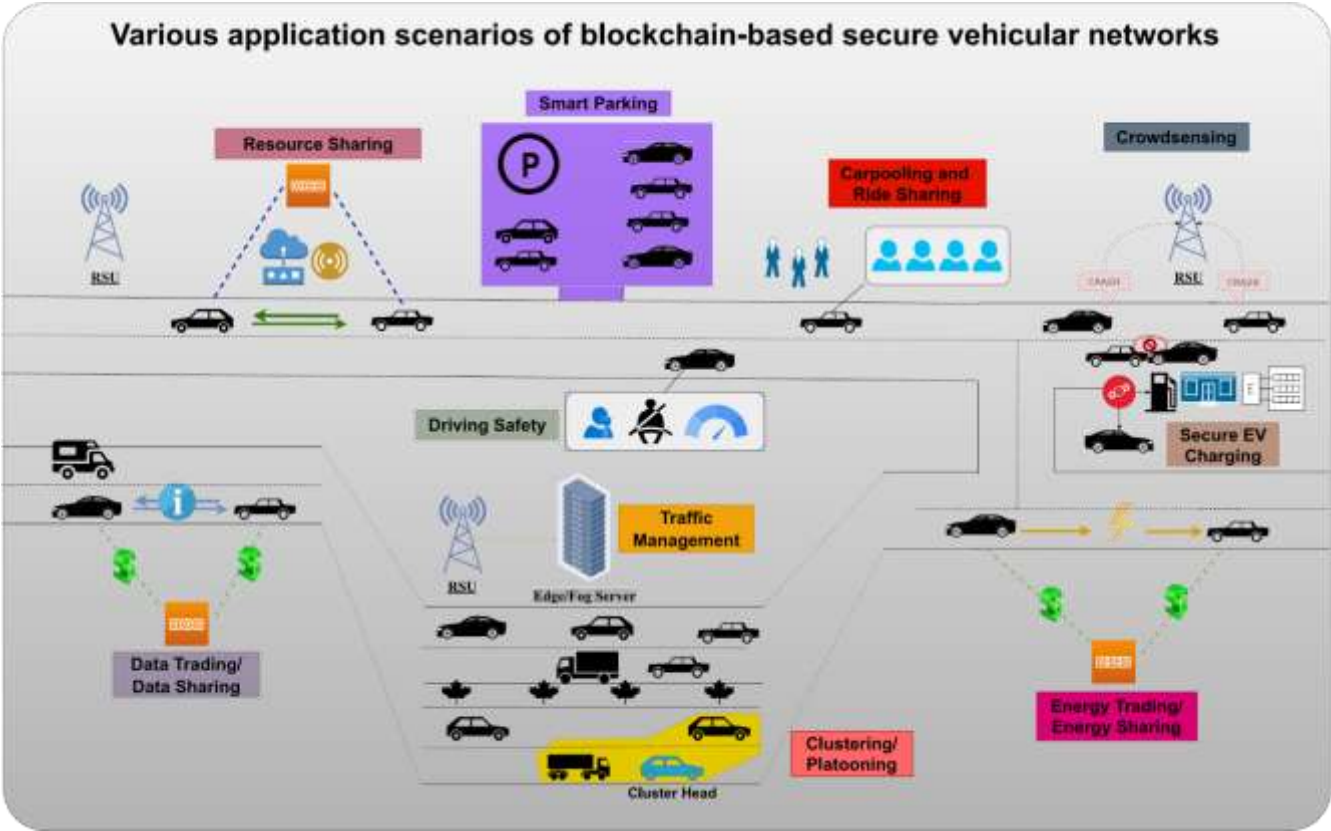 Various application scenarios of blockchain-based secure vehicular networks
Smart Parking
Resource Sharing
Crowdsensing
P
Carpooling and
Ride Sharing
RSU
RSU
CRASH
CRASH
Driving Safety
Secure EV
Charging
i
Traffic
Management
RSU
Edge/Fog Server
$
$
$
$
Data Trading/
Data Sharing
Energy Trading/
Energy Sharing
Clustering/
Platooning
Cluster Head